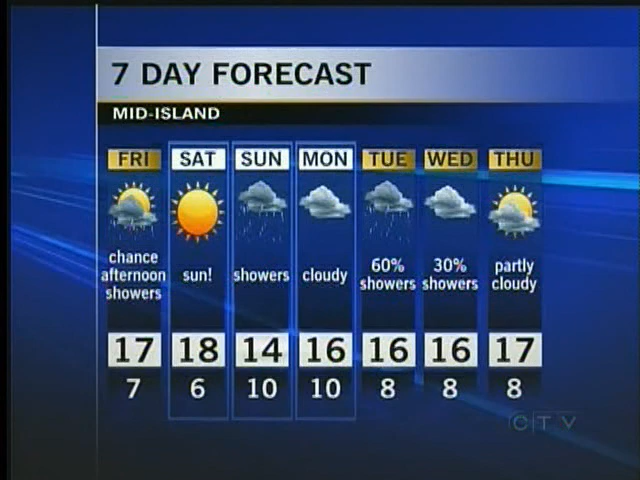 7 DAY FORECAST
MID-ISLAND
FRI SAT SUN MON TUE WED THU
chance
afternoon
showers
sun!
showers
cloudy
60%
showers
30%
showers
partly
cloudy
17 18 14 16 16 16 17
7 6 10 10 8 8 8
CTV